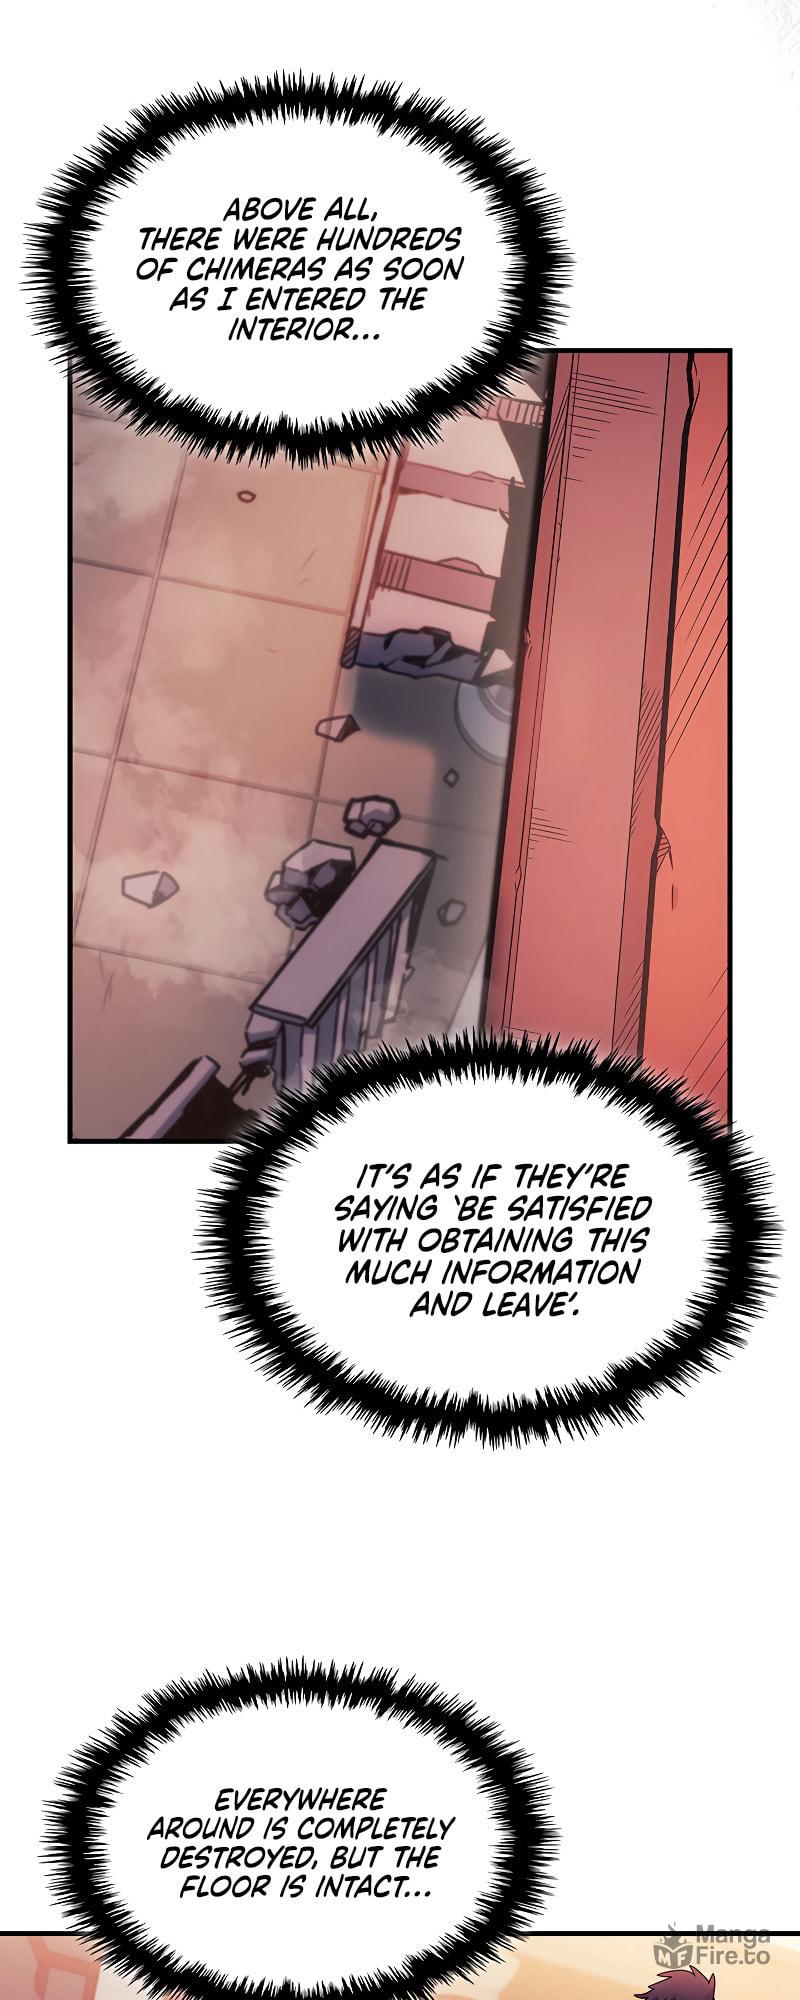 ABOVE ALL,
THERE WERE HUNDREDS
OF CHIMERAS AS SOON
AS I ENTERED THE
INTERIOR...
IT'S AS IF THEY'RE
SAYING 'BE SATISFIED
WITH OBTAINING THIS
MUCH INFORMATION
AND LEAVE'.
EVERYWHERE
AROUND IS COMPLETELY
DESTROYED, BUT THE
FLOOR IS INTACT...
Manga
MF Fire.to